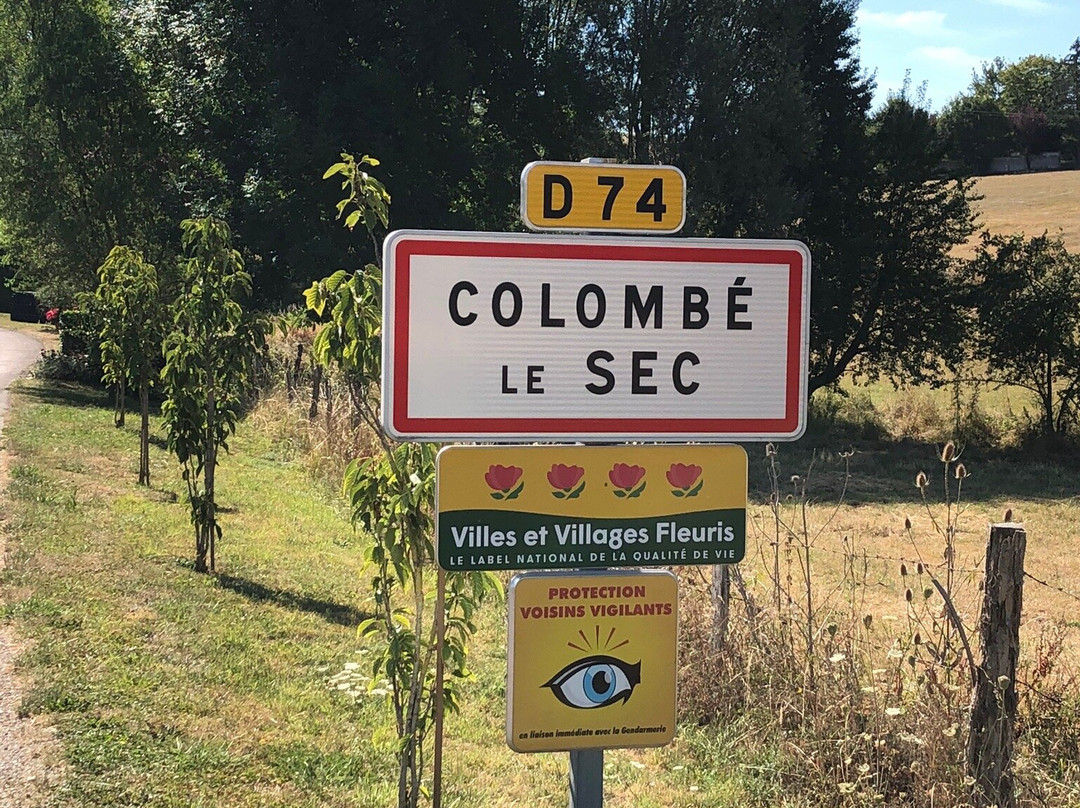 D 74
COLOMBÉ
LE SEC
Villes et Villages Fleuris
LE LABEL NATIONAL DE LA QUALITÉ DE VIE
PROTECTION
VOISINS VIGILANTS
en liaison immédiate avec la Gendarmerie